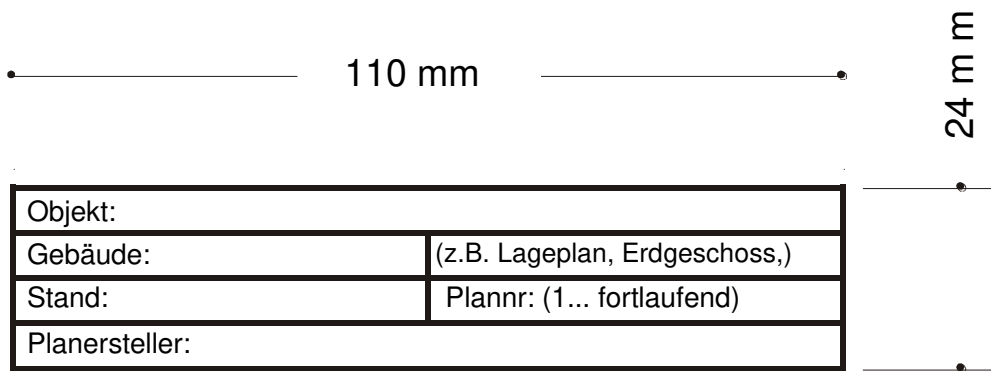 110 mm
24 m m
Objekt:
Gebäude: (z.B. Lageplan, Erdgeschoss,)
Stand: Plannr: (1... fortlaufend)
Planersteller: